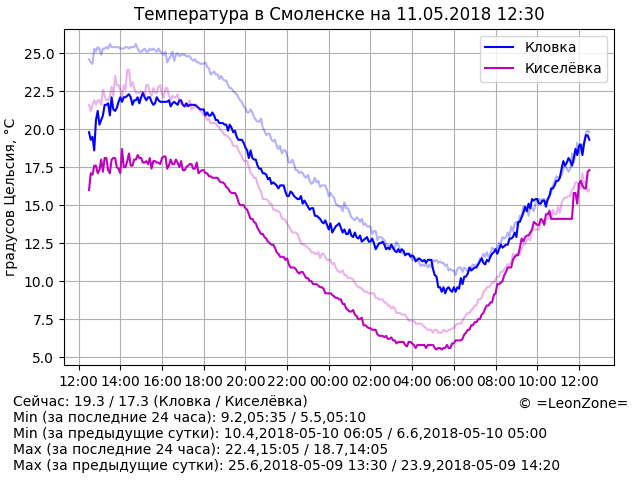 Температура в Смоленске на 11.05.2018 12:30
Кловка
Киселёвка
градусов Цельсия, °C
25.0
22.5
20.0
17.5
15.0
12.5
10.0
7.5
5.0
12:00 14:00 16:00 18:00 20:00 22:00 00:00 02:00 04:00 06:00 08:00 10:00 12:00
Сейчас: 19.3 / 17.3 (Кловка / Киселёвка)
© =LeonZone=
Min (за последние 24 часа): 9.2,05:35 / 5.5,05:10
Min (за предыдущие сутки): 10.4,2018-05-10 06:05 / 6.6,2018-05-10 05:00
Max (за последние 24 часа): 22.4,15:05 / 18.7,14:05
Max (за предыдущие сутки): 25.6,2018-05-09 13:30 / 23.9,2018-05-09 14:20